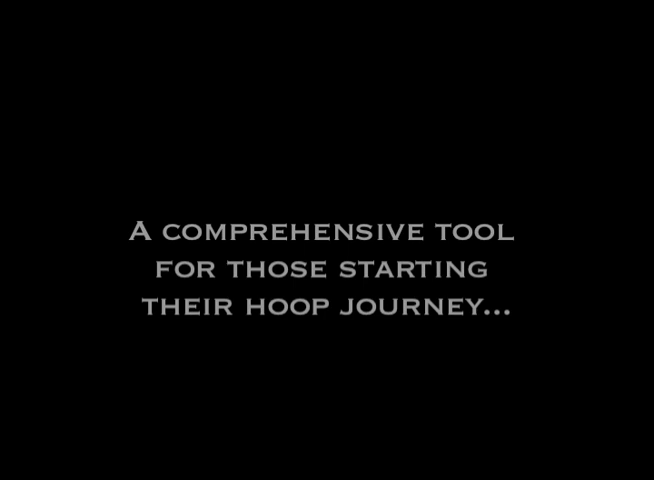 A COMPREHENSIVE TOOL
FOR THOSE STARTING
THEIR HOOP JOURNEY...